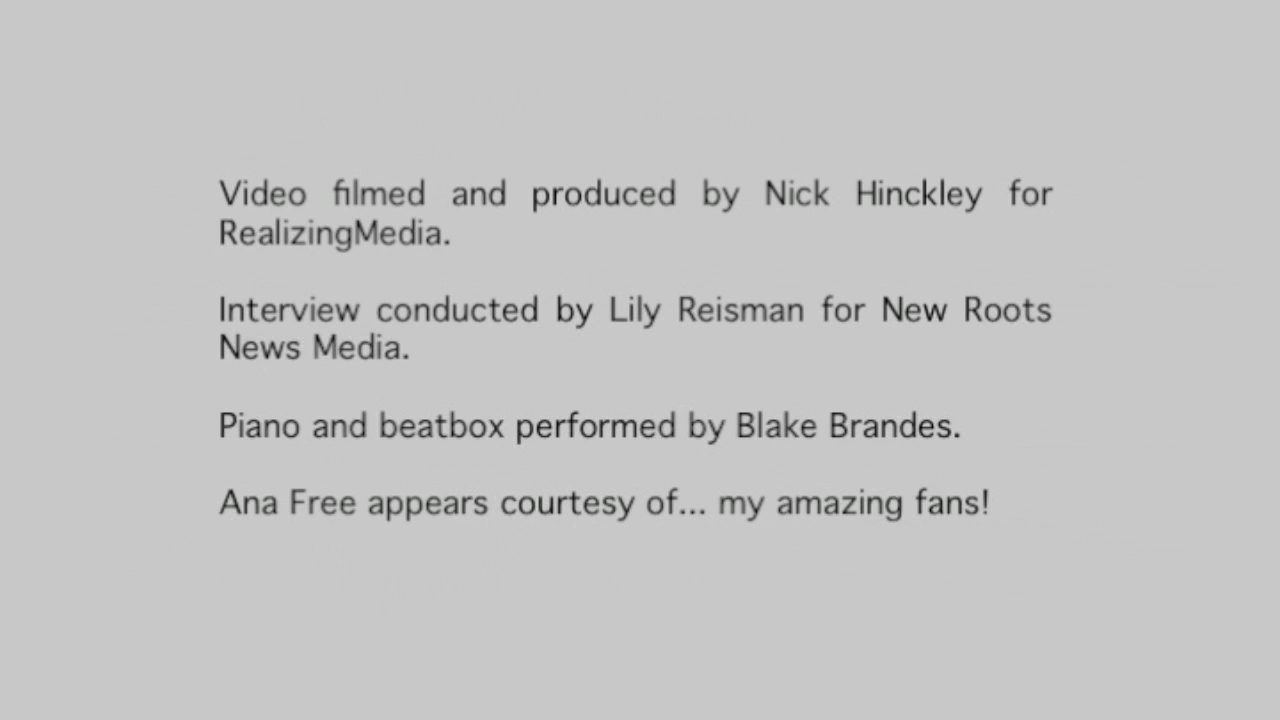 Video filmed and produced by Nick Hinckley for
RealizingMedia.
Interview conducted by Lily Reisman for New Roots
News Media.
Piano and beatbox performed by Blake Brandes.
Ana Free appears courtesy of... my amazing fans!